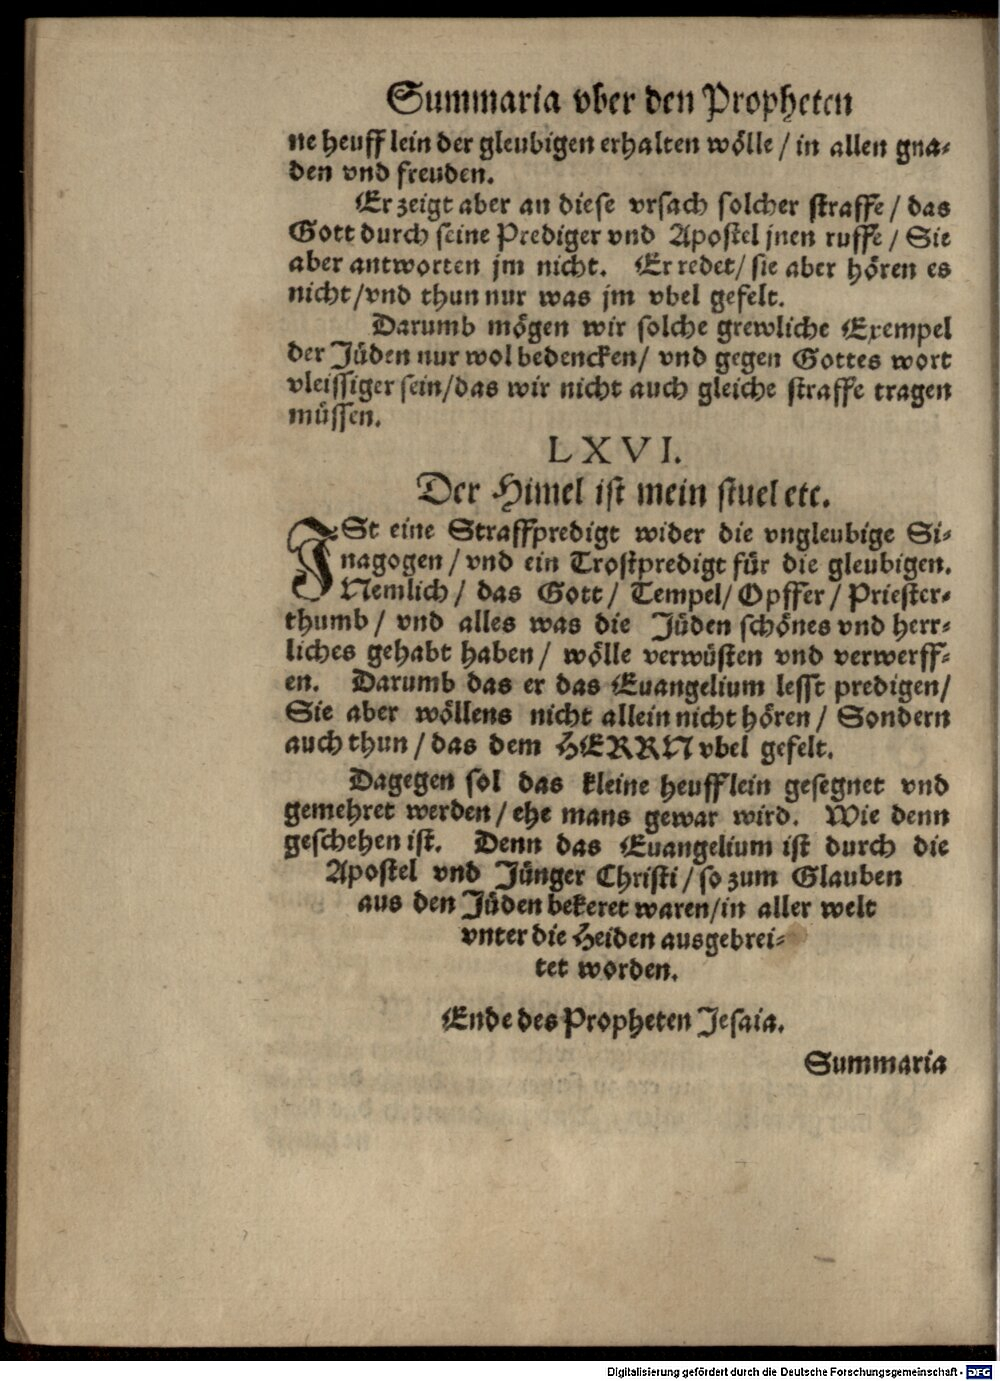 Summaria vber den Propheten
ne heufflein der gleubigen erhalten wölle / in allen gna-
den vnd freuden.
Er zeigt aber an diese vrsach solcher straffe / das
Gott durch seine Prediger vnd Apostel jnen ruffe / Sie
aber antworten jm nicht. Er redet / sie aber hören es
nicht / vnd thun nur was jm vbel gefelt.
Darumb mögen wir solche grewliche Exempel
der Jüden nur wol bedencken / vnd gegen Gottes wort
vleissiger sein / das wir nicht auch gleiche straffe tragen
müssen.
LXVI.
Der Himel ist mein stuel etc.
JSt eine Straffpredigt wider die vngleubige Si-
nagogen / vnd ein Trostpredigt für die gleubigen.
Nemlich / das Gott / Tempel / Opffer / Priester-
thumb / vnd alles was die Jüden schönes vnd herr-
liches gehabt haben / wölle verwüsten vnd verwerff-
en. Darumb das er das Euangelium lesst predigen /
Sie aber wöllens nicht allein nicht hören / Sondern
auch thun / das dem HERRN vbel gefelt.
Dagegen sol das kleine heufflein gesegnet vnd
gemehret werden / ehe mans gewar wird. Wie denn
geschehen ist. Denn das Euangelium ist durch die
Apostel vnd Jünger Christi / so zum Glauben
aus den Jüden bekeret waren / in aller welt
vnter die Heiden ausgebrei-
tet worden.
Ende des Propheten Jesaia.
Summaria
Digitalisierung gefördert durch die Deutsche Forschungsgemeinschaft - DFG